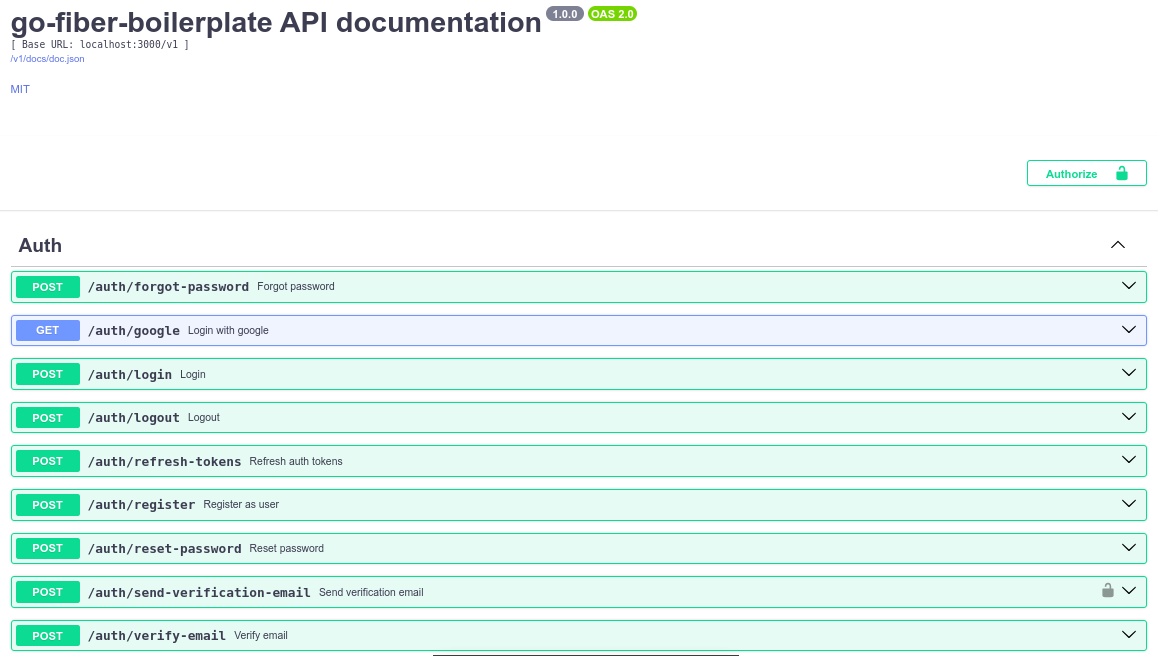 go-fiber-boilerplate API documentation 1.0.0 OAS 2.0
[ Base URL: localhost:3000/v1 ]
/v1/docs/doc.json
MIT
Authorize
Auth
POST /auth/forgot-password Forgot password
GET /auth/google Login with google
POST /auth/login Login
POST /auth/logout Logout
POST /auth/refresh-tokens Refresh auth tokens
POST /auth/register Register as user
POST /auth/reset-password Reset password
POST /auth/send-verification-email Send verification email
POST /auth/verify-email Verify email